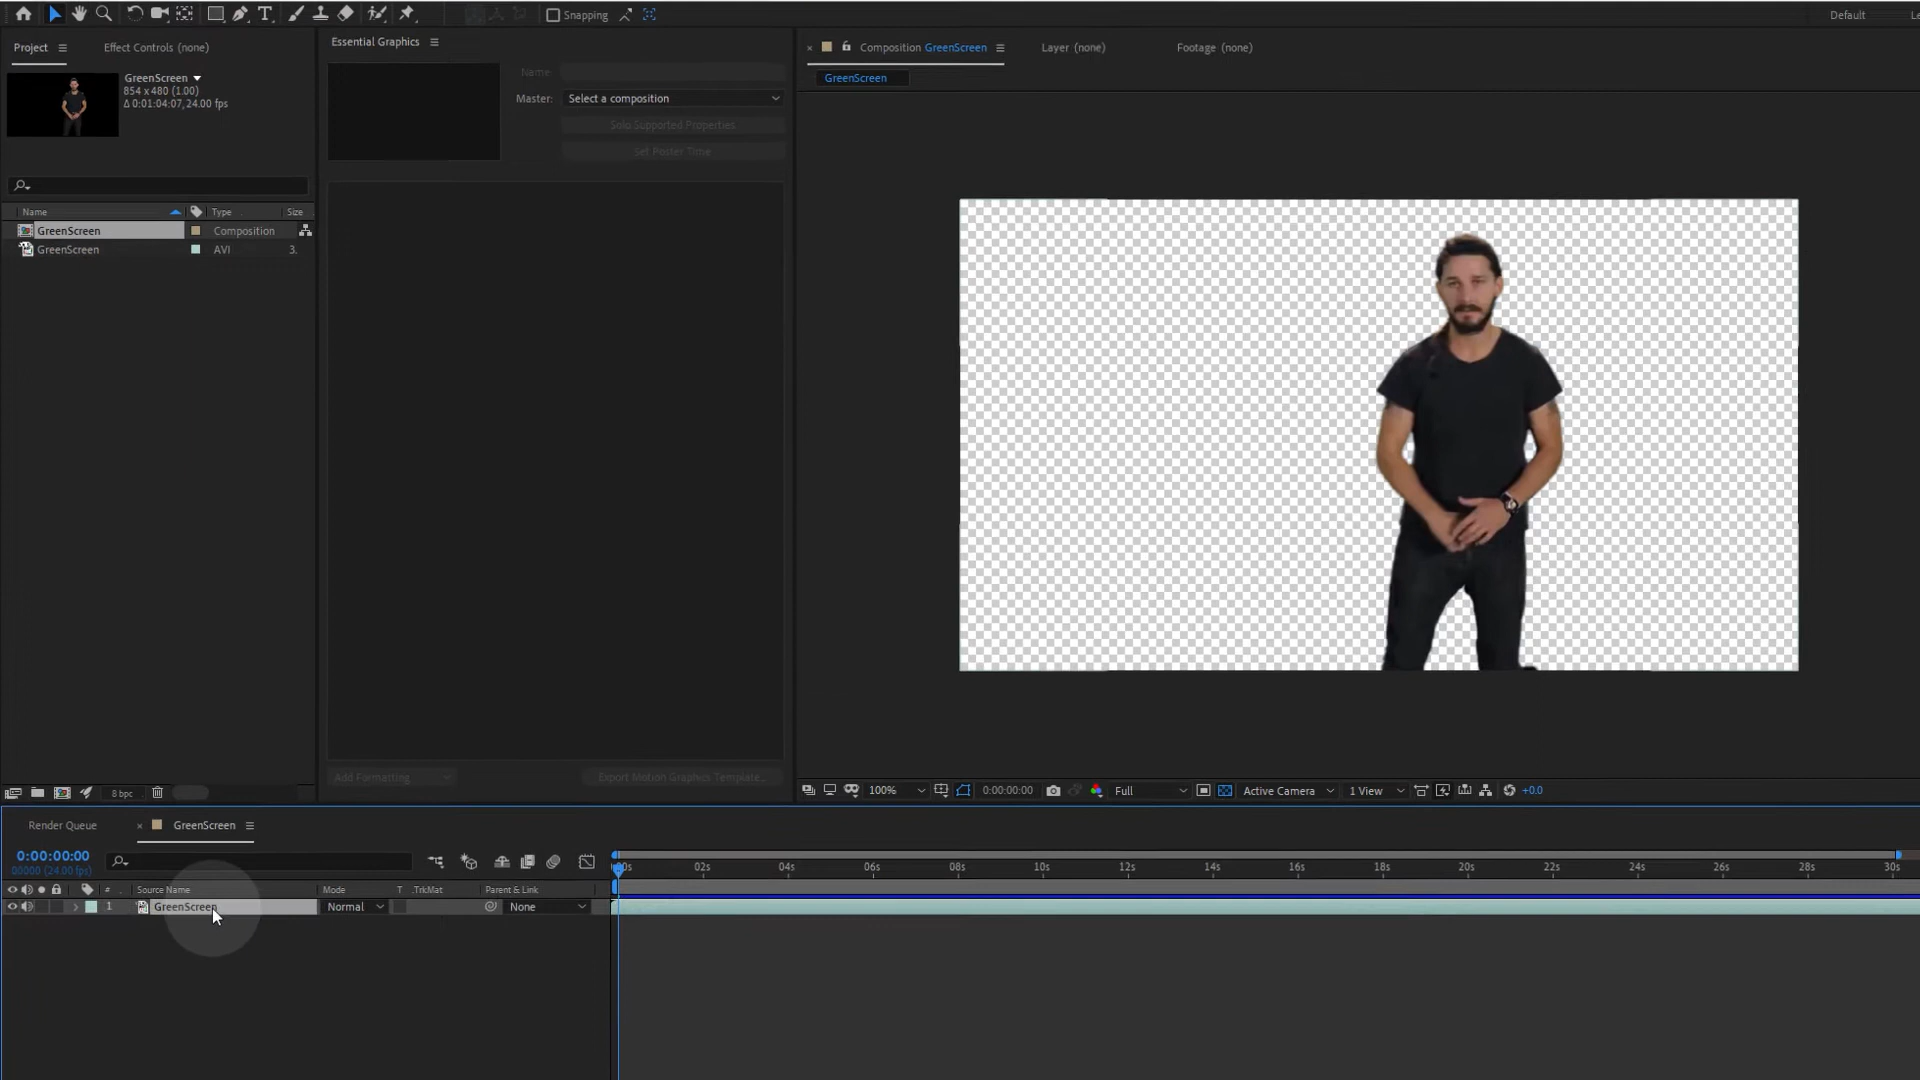 Snapping
Default
Le
Project
Effect Controls (none)
Essential Graphics
Composition GreenScreen
Layer (none)
Footage (none)
GreenScreen
854 x 480 (1.00)
Δ 0:01:04:07, 24.00 fps
Name:
Master:
Select a composition
Solo Supported Properties
Set Poster Time
GreenScreen
Name
Type
Size
GreenScreen
Composition
GreenScreen
AVI
3.
Add Formatting
Export Motion Graphics Template...
8 bpc
100%
0:00:00:00
Full
Active Camera
1 View
+0.0
Render Queue
GreenScreen
0:00:00:00
00000 (24.00 fps)
00s
02s
04s
06s
08s
10s
12s
14s
16s
18s
20s
22s
24s
26s
28s
30s
#
Source Name
Mode
T
.TrkMat
Parent & Link
1
GreenScreen
Normal
None